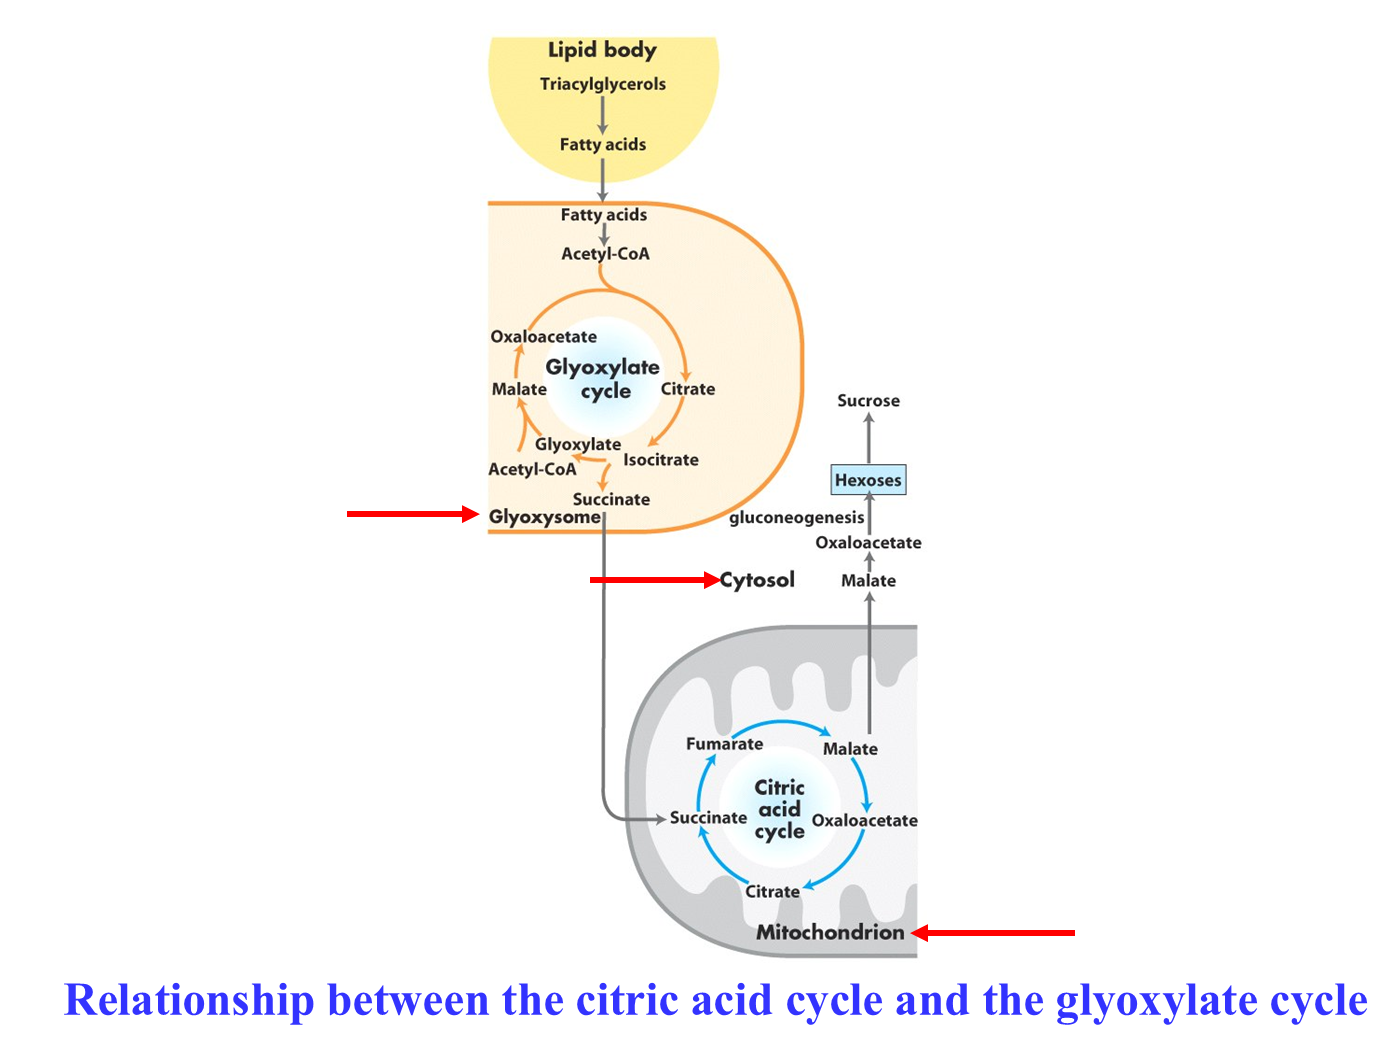 Lipid body
Triacylglycerols
Fatty acids
Fatty acids
Acetyl-CoA
Oxaloacetate
Glyoxylate
cycle
Malate
Citrate
Glyoxylate
Isocitrate
Acetyl-CoA
Succinate
Glyoxysome
Sucrose
Hexoses
gluconeogenesis
Oxaloacetate
Cytosol
Malate
Fumarate
Malate
Citric
acid
cycle
Succinate
Oxaloacetate
Citrate
Mitochondrion
Relationship between the citric acid cycle and the glyoxylate cycle